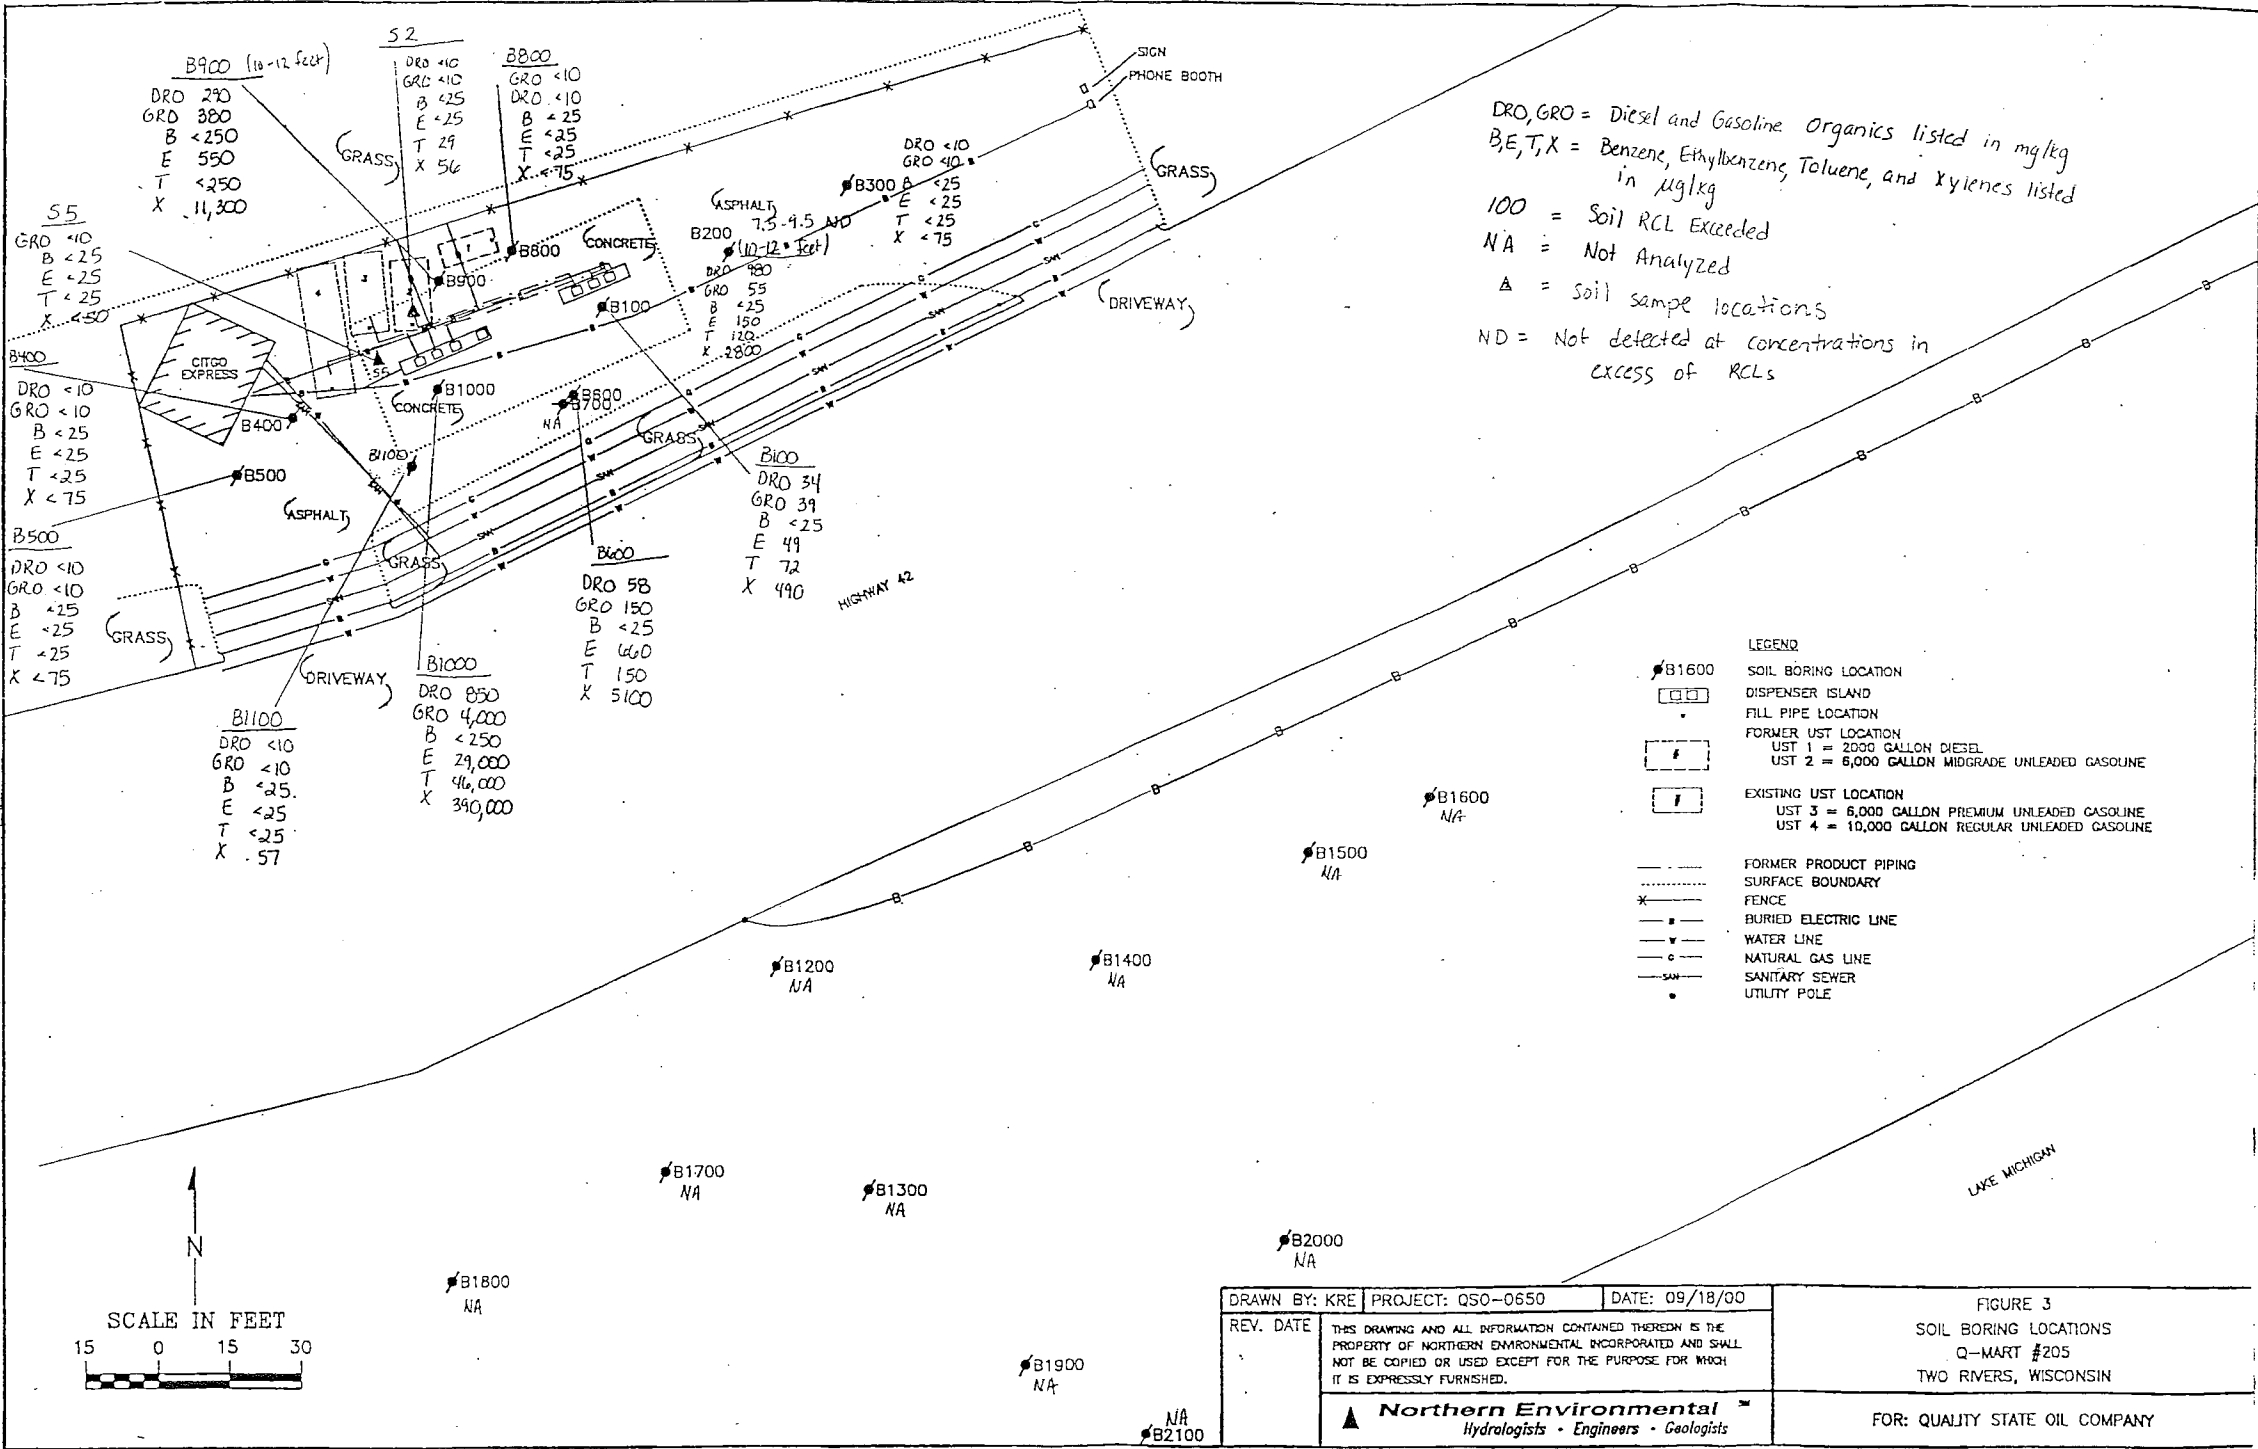 B900 (10-12 feet)
DRO 290
GRO 380
B <250
E 550
T <250
X 11,300
S2
DRO <10
GRO <10
B <25
E <25
T 29
X 56
B800
GRO <10
DRO <10
B <25
E <25
T <25
X <75
SIGN
PHONE BOOTH
GRASS
DRO <10
GRO <10
B <25
E <25
T <25
X <75
B300
GRASS
DRO, GRO = Diesel and Gasoline Organics listed in mg/kg
B,E,T,X = Benzene, Ethylbenzene, Toluene, and Xylenes listed
in µg/kg
100 = Soil RCL Exceeded
NA = Not Analyzed
= soil sampe locations
ND = Not detected at concentrations in
excess of RCLs
S5
GRO <10
B <25
E <25
T <25
X <50
ASPHALT
7.5-9.5 ND
B200 (10-12 feet)
DRO 980
GRO 55
B <25
E 150
T 120
X 2800
CONCRETE
B800
B900
B100
DRIVEWAY
CITGO
EXPRESS
S5
B1000
CONCRETE
B800
B700
NA
B400
DRO <10
GRO <10
B <25
E <25
T <25
X <75
B400
B500
B1100
GRASS
ASPHALT
GRASS
B500
DRO <10
GRO <10
B <25
E <25
T <25
X <75
GRASS
DRIVEWAY
B100
DRO 34
GRO 39
B <25
E 49
T 72
X 490
B600
DRO 58
GRO 150
B <25
E 660
T 150
X 5100
HIGHWAY 42
B1000
DRO 850
GRO 4,000
B <250
E 29,000
T 46,000
X 390,000
B1100
DRO <10
GRO <10
B <25
E <25
T <25
X 57
LEGEND
B1600 SOIL BORING LOCATION
DISPENSER ISLAND
FILL PIPE LOCATION
FORMER UST LOCATION
UST 1 = 2000 GALLON DIESEL
UST 2 = 6,000 GALLON MIDGRADE UNLEADED GASOLINE
EXISTING UST LOCATION
UST 3 = 6,000 GALLON PREMIUM UNLEADED GASOLINE
UST 4 = 10,000 GALLON REGULAR UNLEADED GASOLINE
FORMER PRODUCT PIPING
SURFACE BOUNDARY
FENCE
BURIED ELECTRIC LINE
WATER LINE
NATURAL GAS LINE
SAN SANITARY SEWER
UTILITY POLE
B1600
NA
B1500
NA
B1200
NA
B1400
NA
B1700
NA
B1300
NA
B2000
NA
B1800
NA
B1900
NA
NA
B2100
LAKE MICHIGAN
N
SCALE IN FEET
15 0 15 30
DRAWN BY: KRE PROJECT: QSO-0650 DATE: 09/18/00
REV. DATE
THIS DRAWING AND ALL INFORMATION CONTAINED THEREON IS THE
PROPERTY OF NORTHERN ENVIRONMENTAL INCORPORATED AND SHALL
NOT BE COPIED OR USED EXCEPT FOR THE PURPOSE FOR WHICH
IT IS EXPRESSLY FURNISHED.
Northern Environmental
Hydrologists • Engineers • Geologists
FIGURE 3
SOIL BORING LOCATIONS
Q-MART #205
TWO RIVERS, WISCONSIN
FOR: QUALITY STATE OIL COMPANY